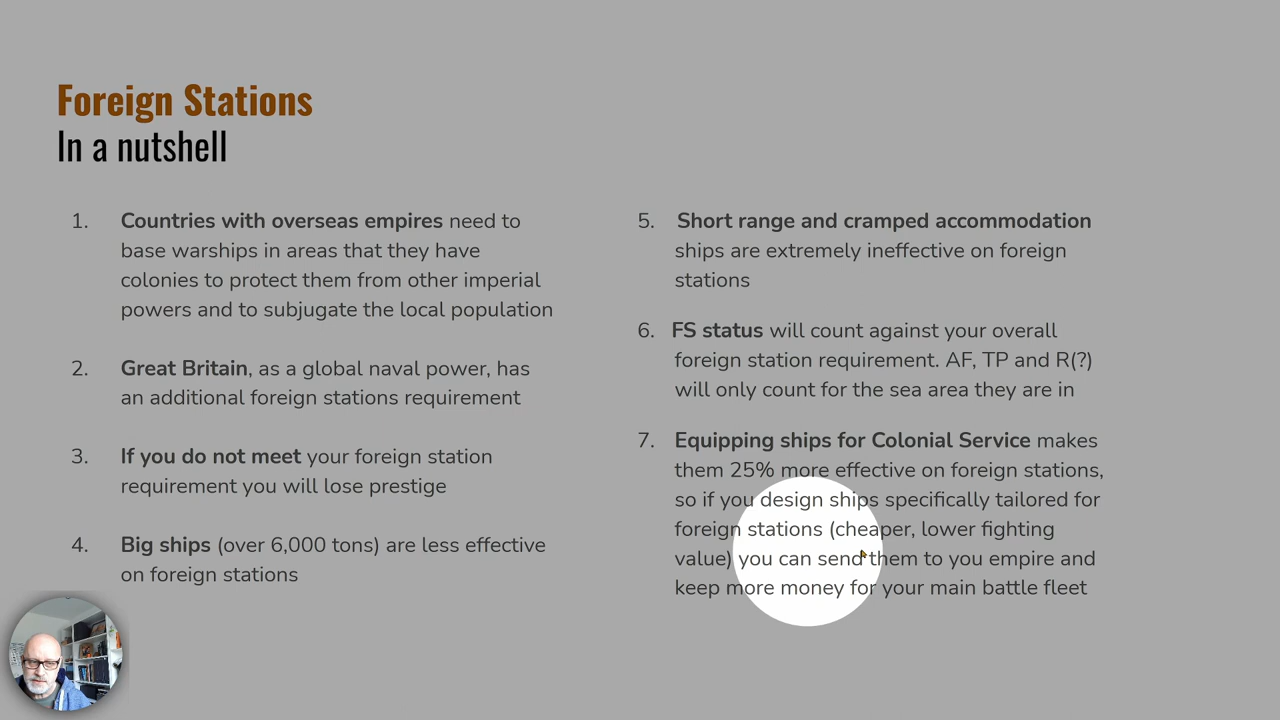 Foreign Stations
In a nutshell
1. Countries with overseas empires need to
base warships in areas that they have
colonies to protect them from other imperial
powers and to subjugate the local population
2. Great Britain, as a global naval power, has
an additional foreign stations requirement
3. If you do not meet your foreign station
requirement you will lose prestige
4. Big ships (over 6,000 tons) are less effective
on foreign stations
5. Short range and cramped accommodation
ships are extremely ineffective on foreign
stations
6. FS status will count against your overall
foreign station requirement. AF, TP and R(?)
will only count for the sea area they are in
7. Equipping ships for Colonial Service makes
them 25% more effective on foreign stations,
so if you design ships specifically tailored for
foreign stations (cheaper, lower fighting
value) you can send them to you empire and
keep more money for your main battle fleet